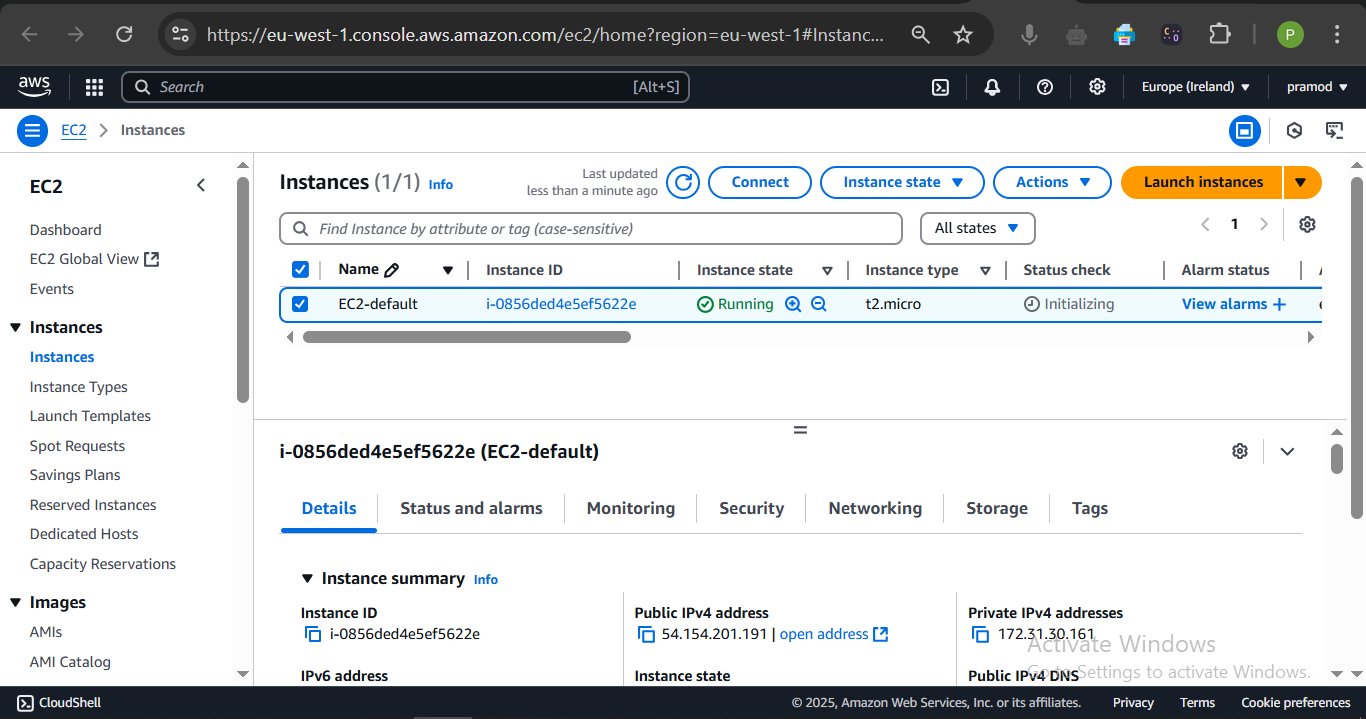 https://eu-west-1.console.aws.amazon.com/ec2/home?region=eu-west-1#Instanc...
P
aws
Search
[Alt+S]
Europe (Ireland)
pramod
EC2
Instances
EC2
Dashboard
EC2 Global View
Events
Instances
Instances
Instance Types
Launch Templates
Spot Requests
Savings Plans
Reserved Instances
Dedicated Hosts
Capacity Reservations
Images
AMIs
AMI Catalog
Instances (1/1) Info
Last updated
less than a minute ago
Connect
Instance state
Actions
Launch instances
Find Instance by attribute or tag (case-sensitive)
All states
1
Name Instance ID Instance state Instance type Status check Alarm status
EC2-default i-0856ded4e5ef5622e Running t2.micro Initializing View alarms +
i-0856ded4e5ef5622e (EC2-default)
Details Status and alarms Monitoring Security Networking Storage Tags
Instance summary Info
Instance ID
i-0856ded4e5ef5622e
IPv6 address
Public IPv4 address
54.154.201.191 | open address
Instance state
Private IPv4 addresses
172.31.30.161
Public IPv4 DNS
Activate Windows
Go to Settings to activate Windows.
CloudShell
© 2025, Amazon Web Services, Inc. or its affiliates.
Privacy
Terms
Cookie preferences